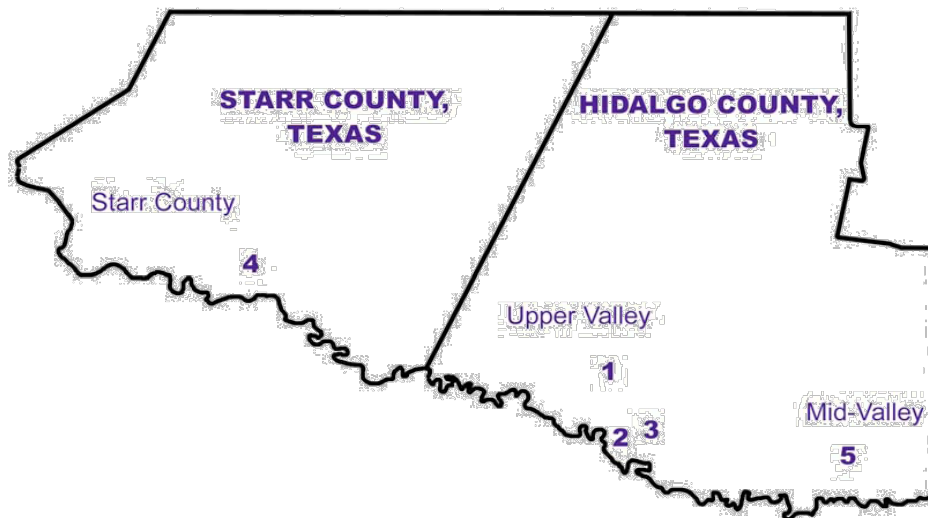 STARR COUNTY,
TEXAS
HIDALGO COUNTY,
TEXAS
Starr County
4
Upper Valley
1
2
3
Mid-Valley
5